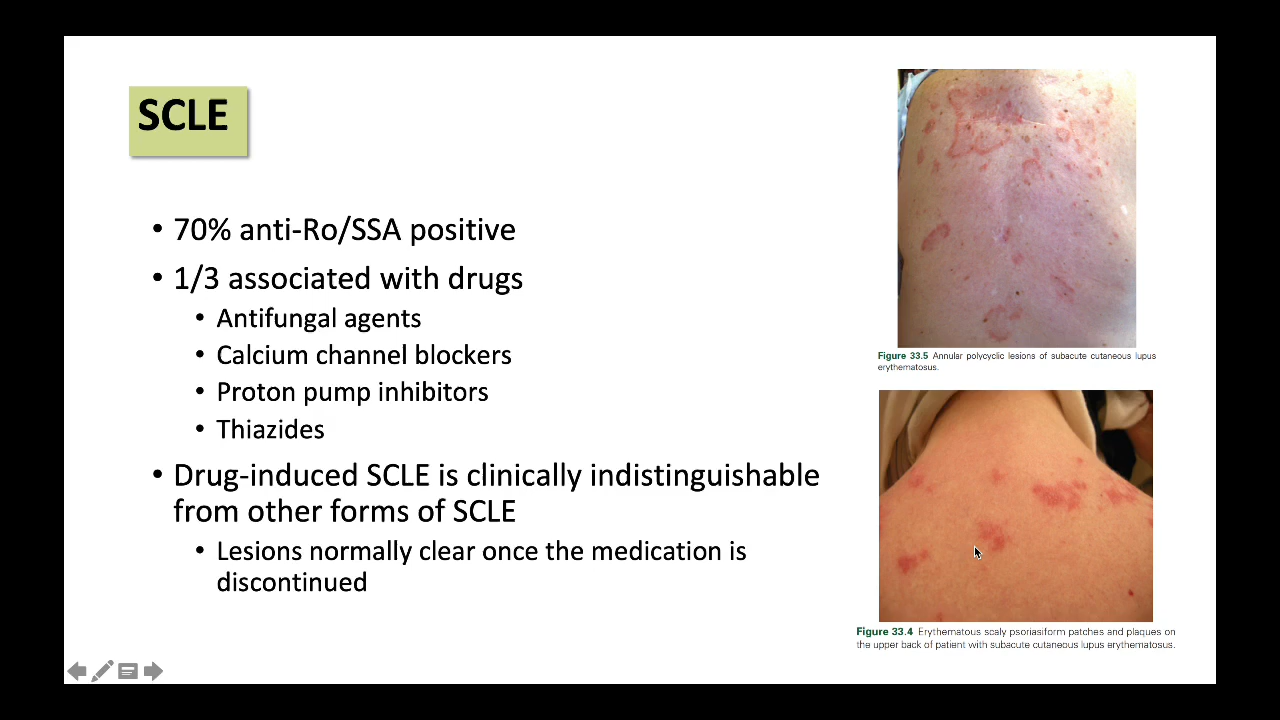 SCLE
• 70% anti-Ro/SSA positive
• 1/3 associated with drugs
• Antifungal agents
• Calcium channel blockers
• Proton pump inhibitors
• Thiazides
• Drug-induced SCLE is clinically indistinguishable
from other forms of SCLE
• Lesions normally clear once the medication is
discontinued
Figure 33.5 Annular polycyclic lesions of subacute cutaneous lupus
erythematosus.
Figure 33.4 Erythematous scaly psoriasiform patches and plaques on
the upper back of patient with subacute cutaneous lupus erythematosus.